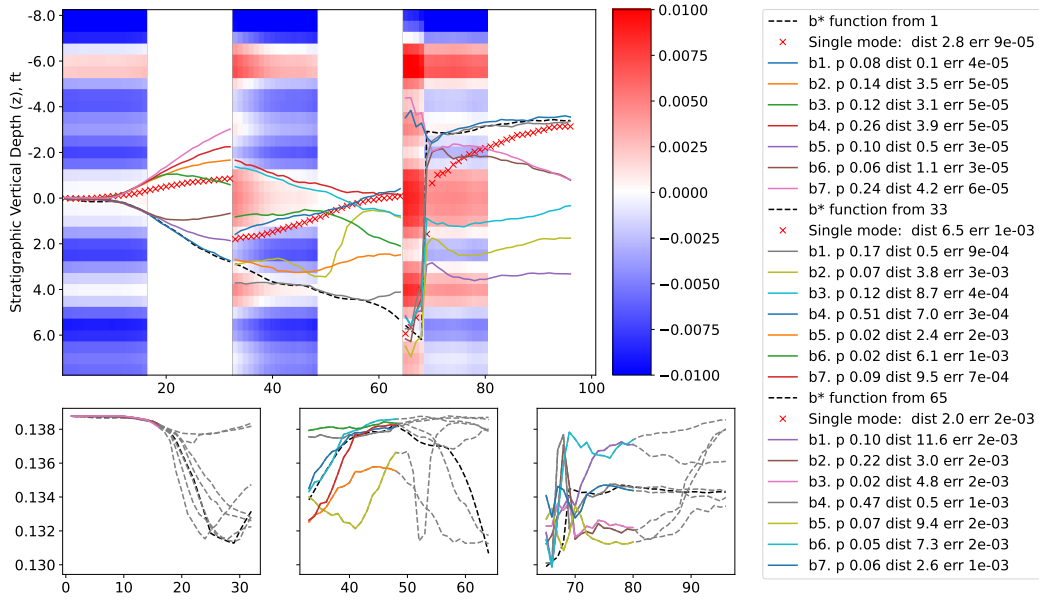 -8.0
-6.0
-4.0
-2.0
0.0
2.0
4.0
6.0
Stratigraphic Vertical Depth (z), ft
20
40
60
80
100
0.0100
0.0075
0.0050
0.0025
0.0000
−0.0025
−0.0050
−0.0075
−0.0100
b* function from 1
Single mode: dist 2.8 err 9e-05
b1. p 0.08 dist 0.1 err 4e-05
b2. p 0.14 dist 3.5 err 5e-05
b3. p 0.12 dist 3.1 err 5e-05
b4. p 0.26 dist 3.9 err 5e-05
b5. p 0.10 dist 0.5 err 3e-05
b6. p 0.06 dist 1.1 err 3e-05
b7. p 0.24 dist 4.2 err 6e-05
b* function from 33
Single mode: dist 6.5 err 1e-03
b1. p 0.17 dist 0.5 err 9e-04
b2. p 0.07 dist 3.8 err 3e-03
b3. p 0.12 dist 8.7 err 4e-04
b4. p 0.51 dist 7.0 err 3e-04
b5. p 0.02 dist 2.4 err 2e-03
b6. p 0.02 dist 6.1 err 1e-03
b7. p 0.09 dist 9.5 err 7e-04
b* function from 65
Single mode: dist 2.0 err 2e-03
b1. p 0.10 dist 11.6 err 2e-03
b2. p 0.22 dist 3.0 err 2e-03
b3. p 0.02 dist 4.8 err 2e-03
b4. p 0.47 dist 0.5 err 1e-03
b5. p 0.07 dist 9.4 err 2e-03
b6. p 0.05 dist 7.3 err 2e-03
b7. p 0.06 dist 2.6 err 1e-03
0.138
0.136
0.134
0.132
0.130
0
10
20
30
40
50
60
70
80
90